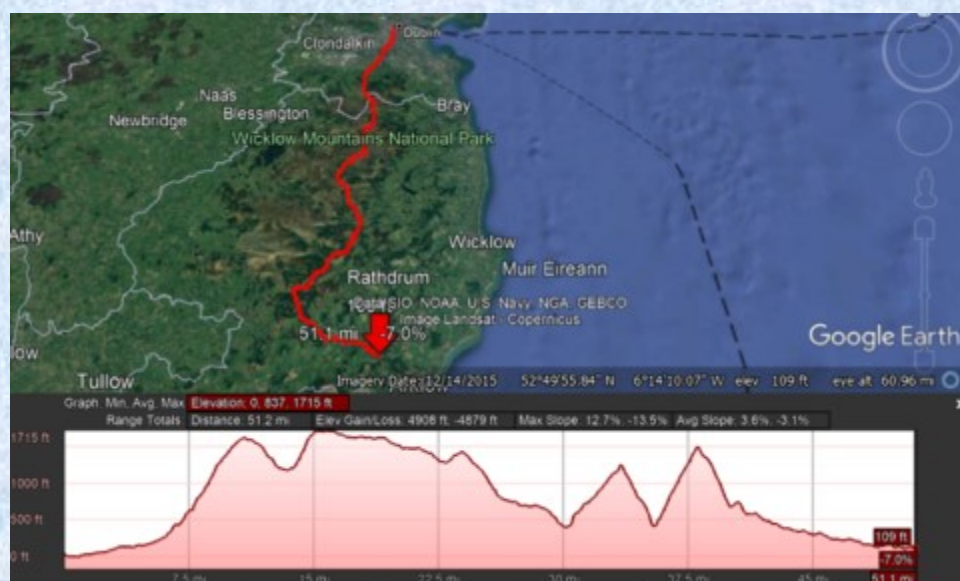 Dublin
Clondalkin
Naas
Newbridge
Blessington
Bray
Wicklow Mountains National Park
Athy
Wicklow
Rathdrum
Muir Eireann
Data SIO, NOAA, U.S. Navy, NGA, GEBCO
Image Landsat - Copernicus
51.1 mi -7.0%
Google Earth
Tullow
Imagery Date: 12/14/2015 52°49'55.84" N 6°14'10.07" W elev 109 ft eye alt 60.96 mi
Graph: Min, Avg, Max Elevation: 0, 837, 1715 ft
Range Totals: Distance: 51.2 mi Elev Gain/Loss: 4908 ft, -4879 ft Max Slope: 12.7%, -13.5% Avg Slope: 3.6%, -3.1%
1715 ft
1000 ft
500 ft
0 ft
109 ft
-7.0%
7.5 mi 15 mi 22.5 mi 30 mi 37.5 mi 51.1 mi